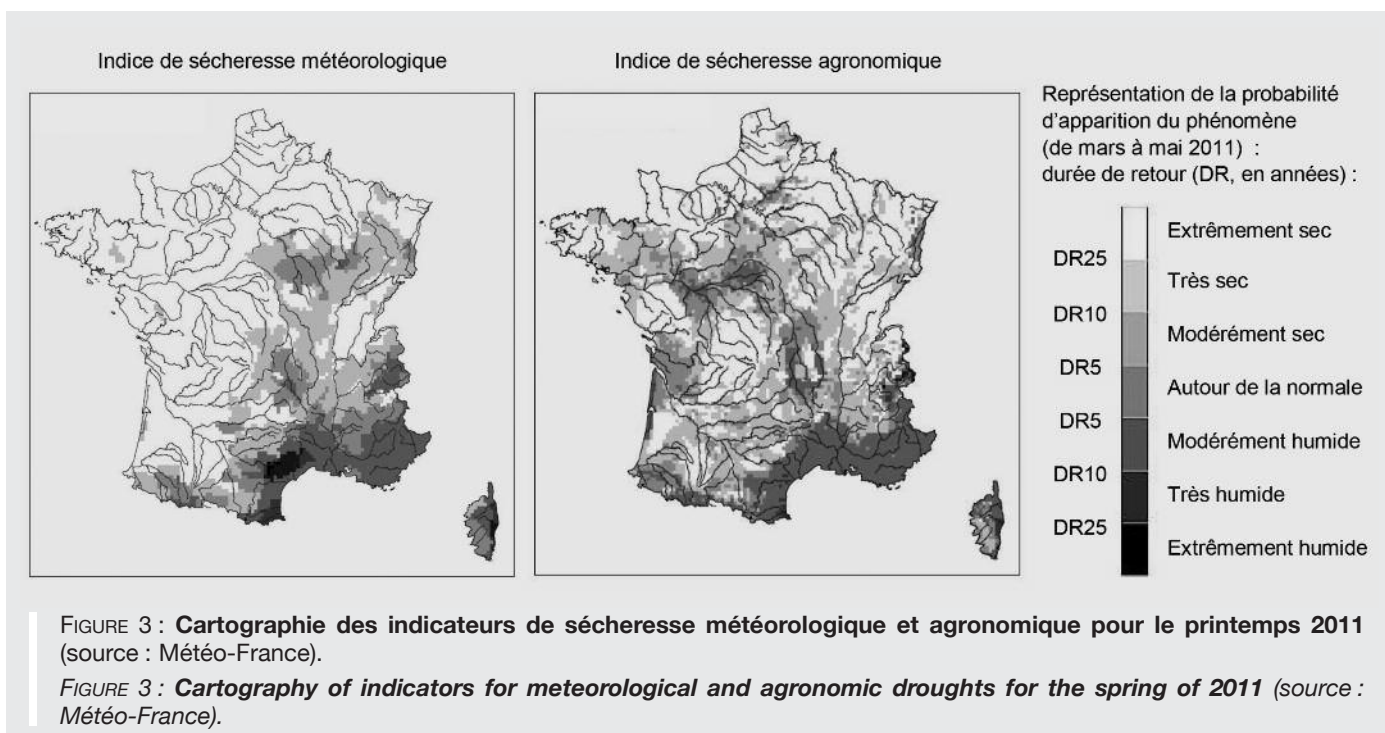 Indice de sécheresse météorologique
Indice de sécheresse agronomique
Représentation de la probabilité
d'apparition du phénomène
(de mars à mai 2011) :
durée de retour (DR, en années) :
Extrêmement sec
DR25
Très sec
DR10
Modérément sec
DR5
Autour de la normale
DR5
Modérément humide
DR10
Très humide
DR25
Extrêmement humide
FIGURE 3 : Cartographie des indicateurs de sécheresse météorologique et agronomique pour le printemps 2011
(source : Météo-France).
FIGURE 3 : Cartography of indicators for meteorological and agronomic droughts for the spring of 2011 (source :
Météo-France).